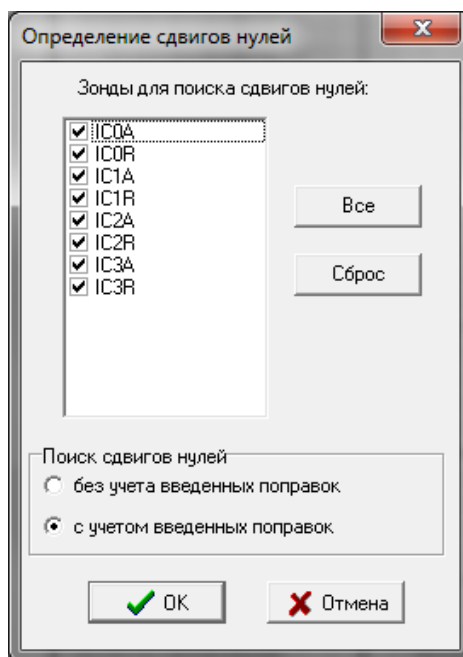 Определение сдвигов нулей
Зонды для поиска сдвигов нулей:
IC0A
IC0R
IC1A
IC1R
IC2A
IC2R
IC3A
IC3R
Все
Сброс
Поиск сдвигов нулей
без учета введенных поправок
с учетом введенных поправок
OK
Отмена